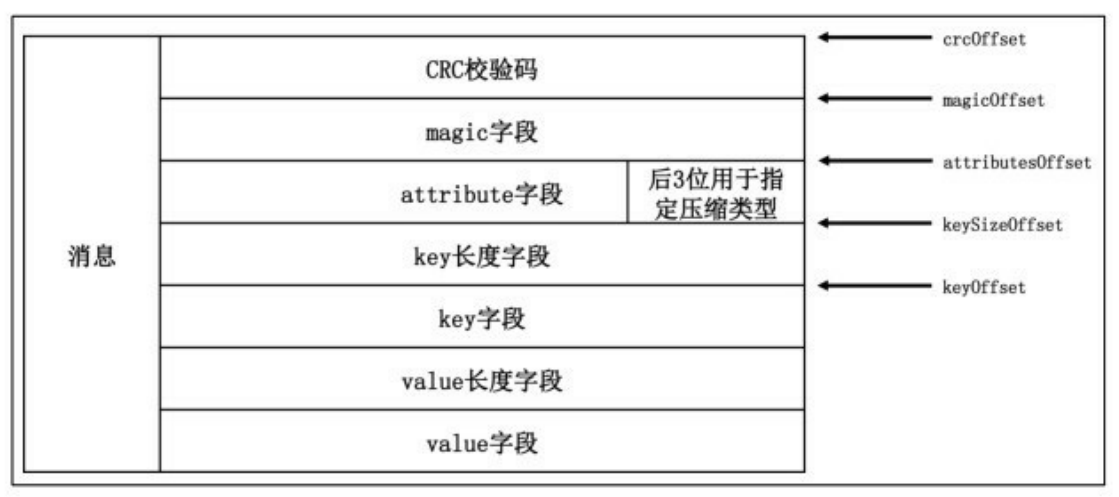 crcOffset
CRC校验码
magicOffset
magic字段
attributesOffset
attribute字段
后3位用于指
定压缩类型
keySizeOffset
消息
key长度字段
keyOffset
key字段
value长度字段
value字段